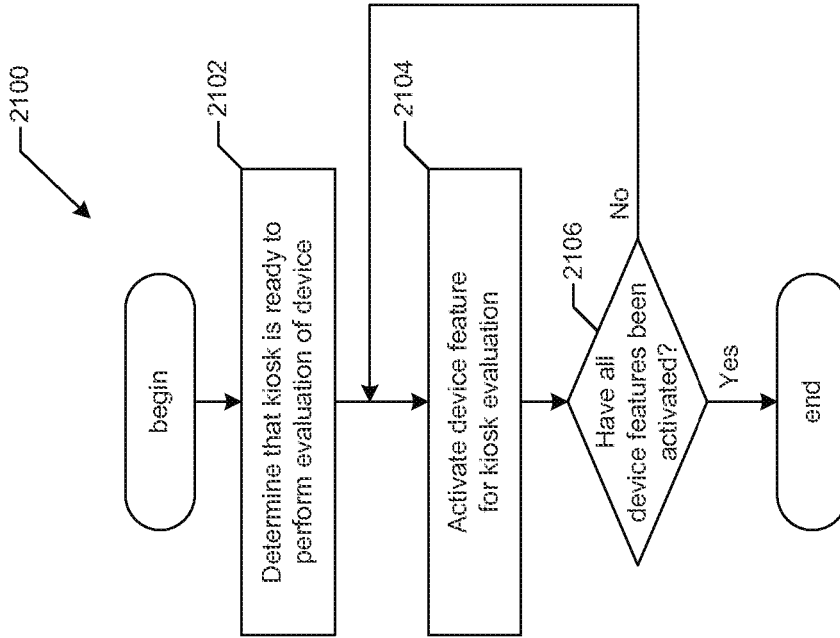 2100
begin
2102
Determine that kiosk is ready to
perform evaluation of device
2104
Activate device feature
for kiosk evaluation
2106
Have all
device features been
activated?
No
Yes
end